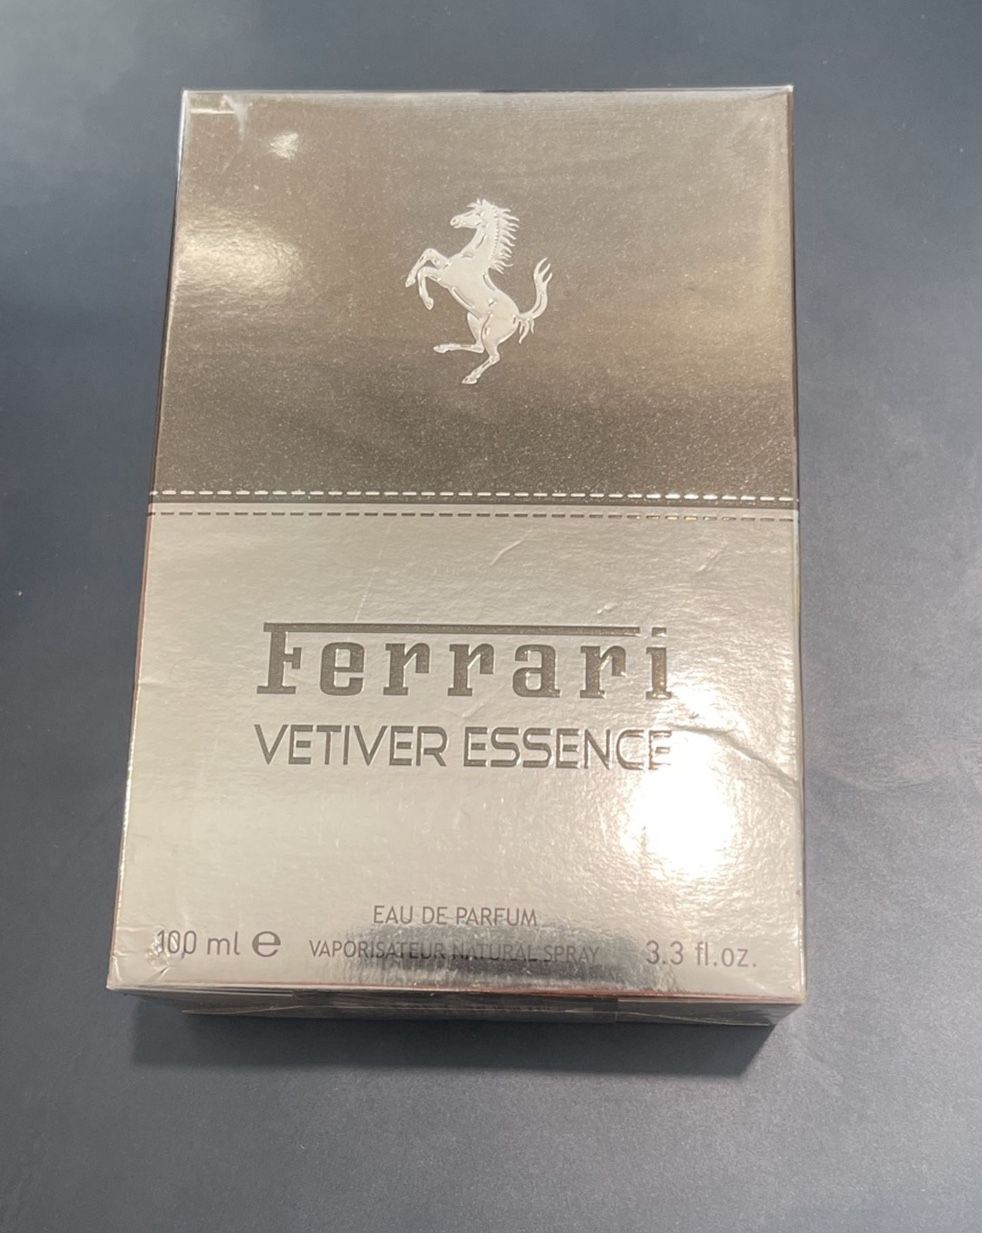 Ferrari
VETIVER ESSENCE
EAU DE PARFUM
100 ml ℮ VAPORISATEUR NATURAL SPRAY 3.3 fl.oz.